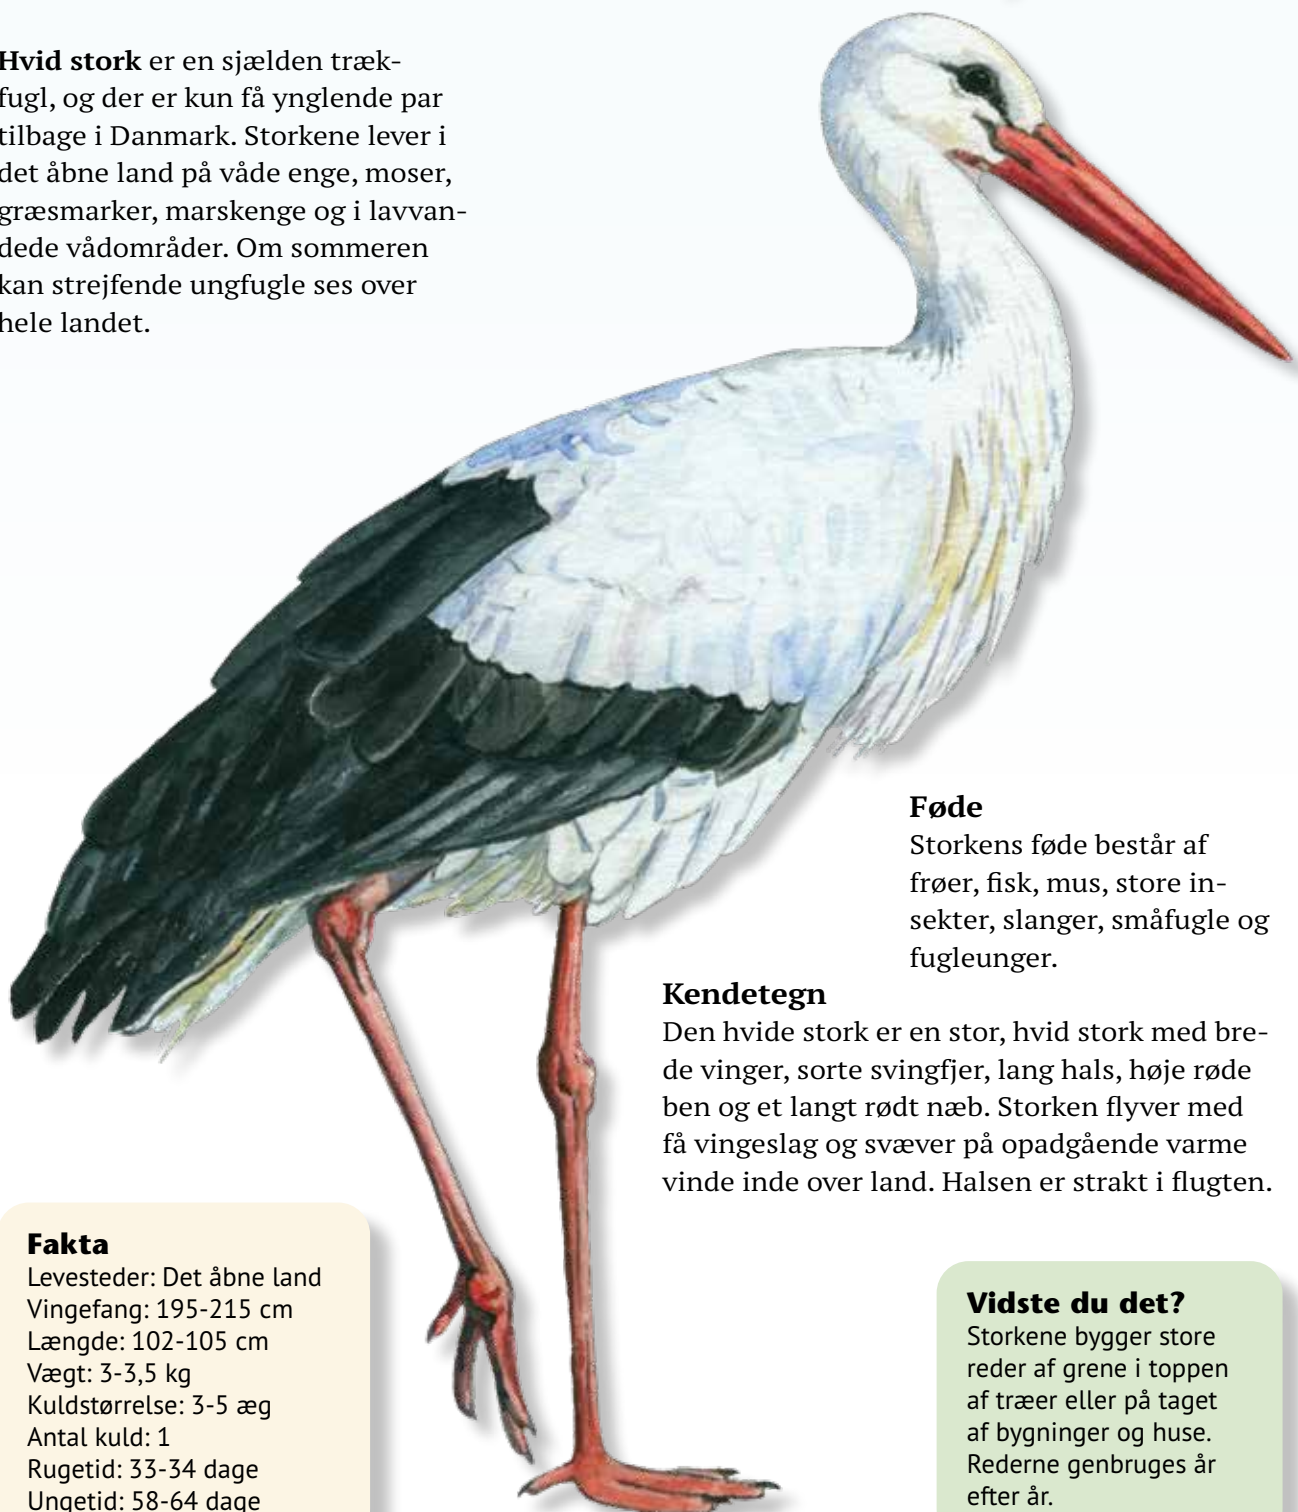 Hvid stork er en sjælden træk-
fugl, og der er kun få ynglende par
tilbage i Danmark. Storkene lever i
det åbne land på våde enge, moser,
græsmarker, marskenge og i lavvan-
dede vådområder. Om sommeren
kan strejfende ungfugle ses over
hele landet.
Føde
Storkens føde består af
frøer, fisk, mus, store in-
sekter, slanger, småfugle og
fugleunger.
Kendetegn
Den hvide stork er en stor, hvid stork med bre-
de vinger, sorte svingfjer, lang hals, høje røde
ben og et langt rødt næb. Storken flyver med
få vingeslag og svæver på opadgående varme
vinde inde over land. Halsen er strakt i flugten.
Fakta
Levesteder: Det åbne land
Vingefang: 195-215 cm
Længde: 102-105 cm
Vægt: 3-3,5 kg
Kuldstørrelse: 3-5 æg
Antal kuld: 1
Rugetid: 33-34 dage
Ungetid: 58-64 dage
Vidste du det?
Storkene bygger store
reder af grene i toppen
af træer eller på taget
af bygninger og huse.
Rederne genbruges år
efter år.